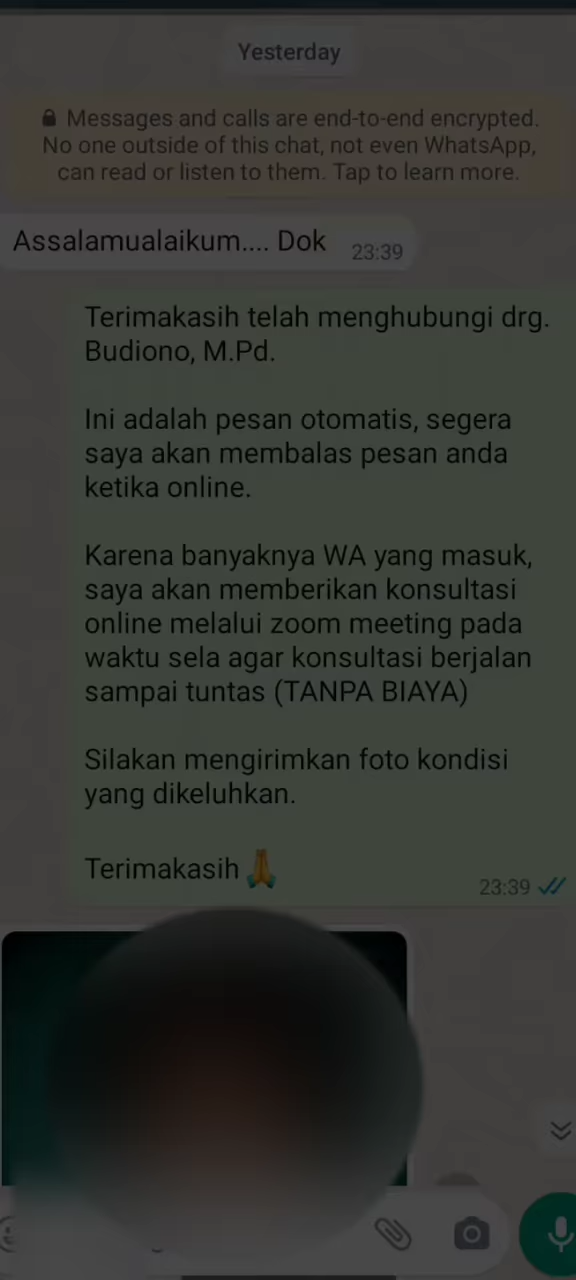 Yesterday
Messages and calls are end-to-end encrypted.
No one outside of this chat, not even WhatsApp,
can read or listen to them. Tap to learn more.
Assalamualaikum.... Dok 23:39
Terimakasih telah menghubungi drg.
Budiono, M.Pd.
Ini adalah pesan otomatis, segera
saya akan membalas pesan anda
ketika online.
Karena banyaknya WA yang masuk,
saya akan memberikan konsultasi
online melalui zoom meeting pada
waktu sela agar konsultasi berjalan
sampai tuntas (TANPA BIAYA)
Silakan mengirimkan foto kondisi
yang dikeluhkan.
Terimakasih🙏
23:39